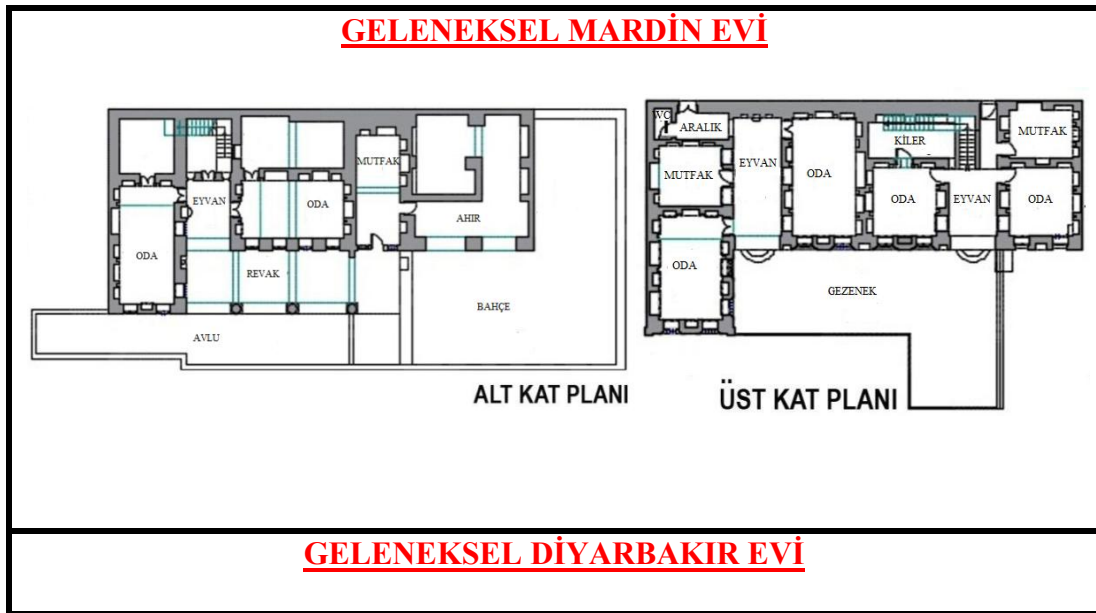 GELENEKSEL MARDİN EVİ
MUTFAK
EYVAN
ODA
AHIR
ODA
REVAK
BAHÇE
AVLU
ALT KAT PLANI
WC
ARALIK
MUTFAK
KİLER
EYVAN
ODA
MUTFAK
ODA
EYVAN
ODA
ODA
GEZENEK
ÜST KAT PLANI
GELENEKSEL DİYARBAKIR EVİ